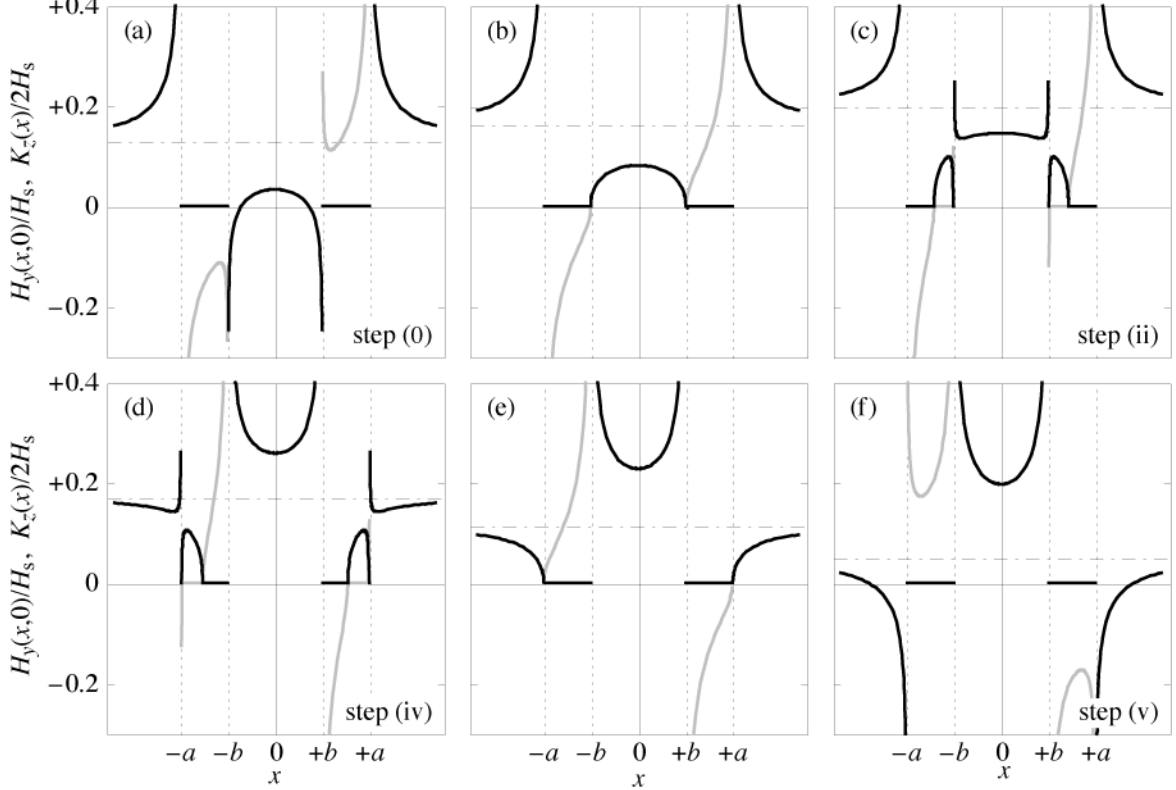 +0.4
+0.2
0
−0.2
H_y(x,0)/H_s, K_z(x)/2H_s
(a)
step (0)
(b)
(c)
step (ii)
+0.4
+0.2
0
−0.2
H_y(x,0)/H_s, K_z(x)/2H_s
(d)
step (iv)
(e)
(f)
step (v)
−a −b 0 +b +a
x
−a −b 0 +b +a
x
−a −b 0 +b +a
x